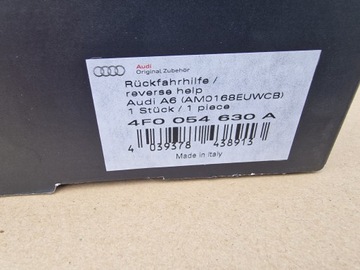 Audi
Original Zubehör
Rückfahrhilfe /
reverse help
Audi A6 (AM0168EUWCB)
1 Stück / 1 piece
4F0 054 630 A
4 039378 438913
Made in Italy